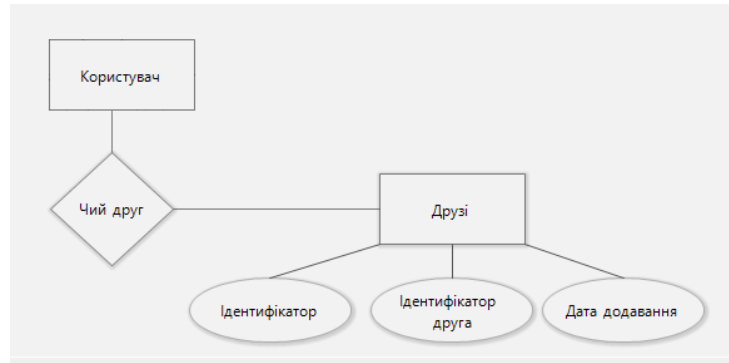 Користувач
Чий друг
Друзі
Ідентифікатор
Ідентифікатор
друга
Дата додавання